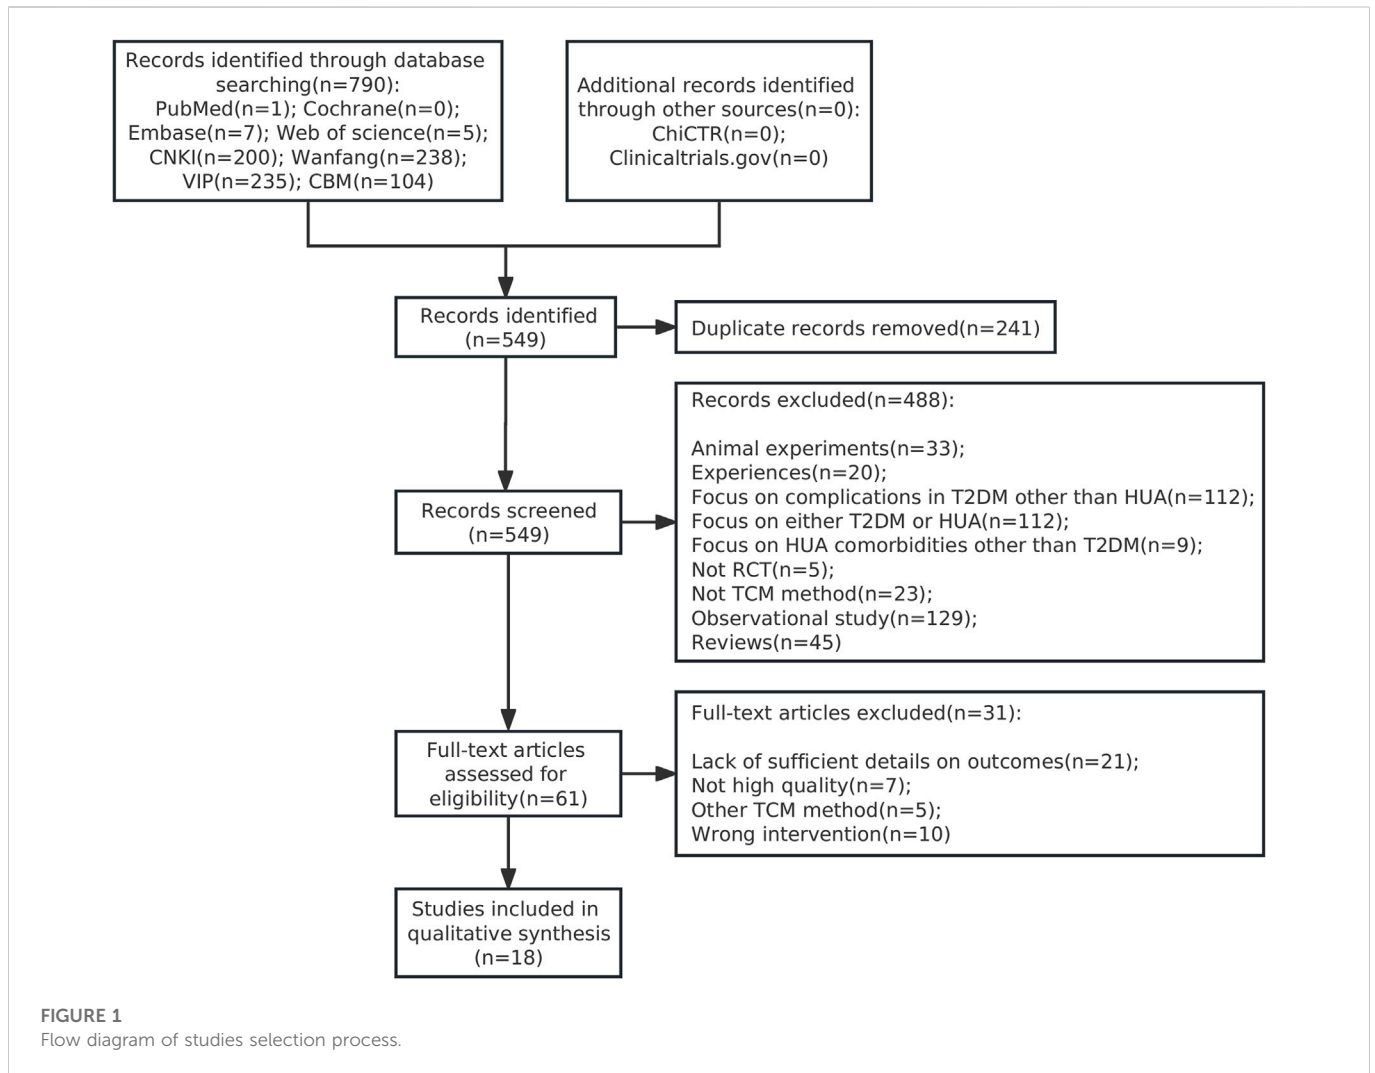 Records identified through database
searching(n=790):
PubMed(n=1); Cochrane(n=0);
Embase(n=7); Web of science(n=5);
CNKI(n=200); Wanfang(n=238);
VIP(n=235); CBM(n=104)
Additional records identified
through other sources(n=0):
ChiCTR(n=0);
Clinicaltrials.gov(n=0)
Records identified
(n=549)
Duplicate records removed(n=241)
Records excluded(n=488):
Animal experiments(n=33);
Experiences(n=20);
Focus on complications in T2DM other than HUA(n=112);
Focus on either T2DM or HUA(n=112);
Focus on HUA comorbidities other than T2DM(n=9);
Not RCT(n=5);
Not TCM method(n=23);
Observational study(n=129);
Reviews(n=45)
Records screened
(n=549)
Full-text articles excluded(n=31):
Lack of sufficient details on outcomes(n=21);
Not high quality(n=7);
Other TCM method(n=5);
Wrong intervention(n=10)
Full-text articles
assessed for
eligibility(n=61)
Studies included in
qualitative synthesis
(n=18)
FIGURE 1
Flow diagram of studies selection process.